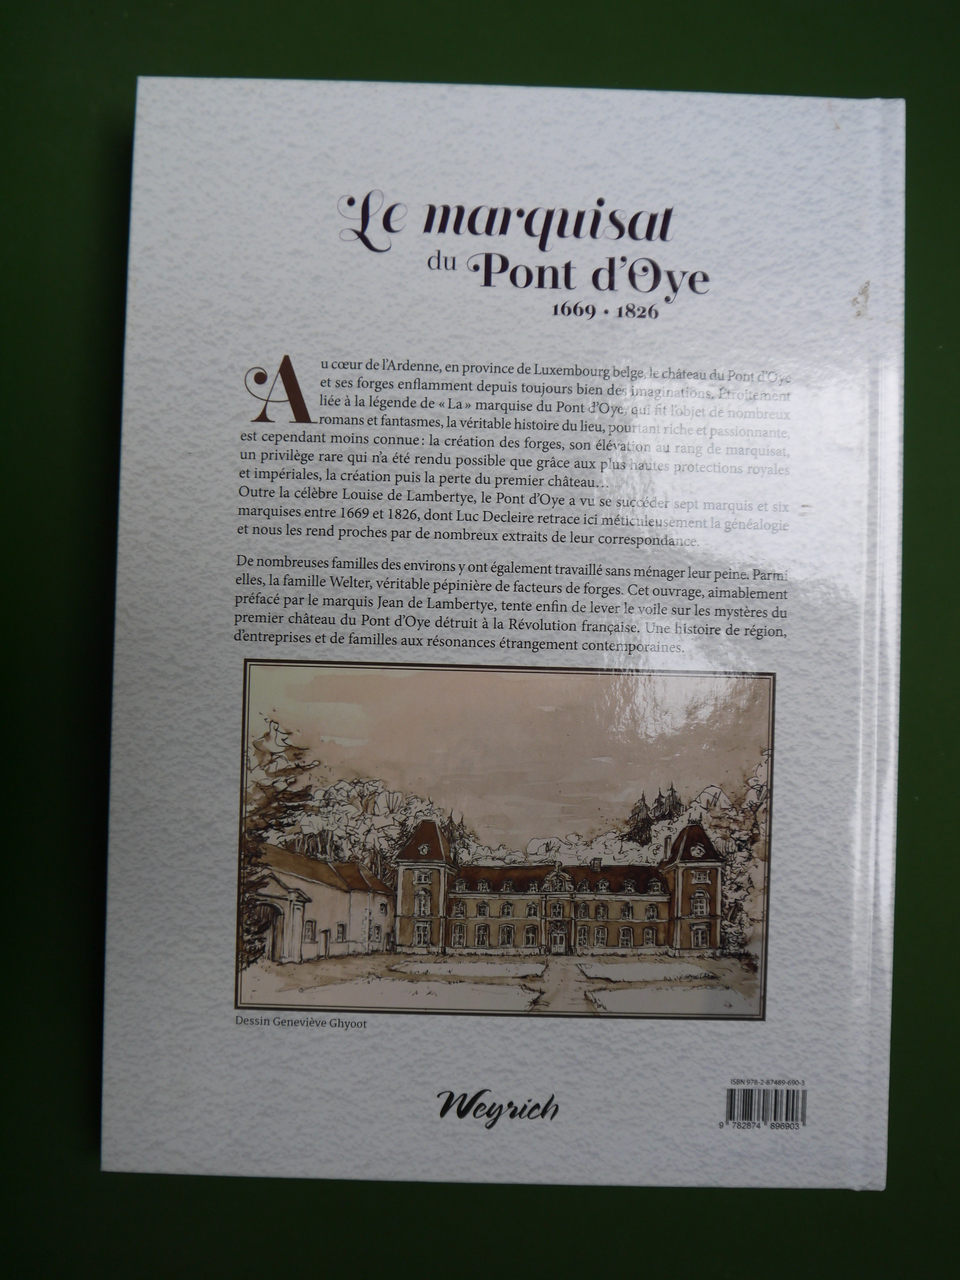 Le marquisat
du Pont d'Oye
1669 • 1826
Au cœur de l'Ardenne, en province de Luxembourg belge, le château du Pont d'Oye
et ses forges enflamment depuis toujours bien des imaginations. Étroitement
liée à la légende de « La » marquise du Pont d'Oye, qui fit l'objet de nombreux
romans et fantasmes, la véritable histoire du lieu, pourtant riche et passionnante,
est cependant moins connue : la création des forges, son élévation au rang de marquisat,
un privilège rare qui n'a été rendu possible que grâce aux plus hautes protections royales
et impériales, la création puis la perte du premier château…
Outre la célèbre Louise de Lambertye, le Pont d'Oye a vu se succéder sept marquis et six
marquises entre 1669 et 1826, dont Luc Decleire retrace ici méticuleusement la généalogie
et nous les rend proches par de nombreux extraits de leur correspondance.
De nombreuses familles des environs y ont également travaillé sans ménager leur peine. Parmi
elles, la famille Welter, véritable pépinière de facteurs de forges. Cet ouvrage, aimablement
préfacé par le marquis Jean de Lambertye, tente enfin de lever le voile sur les mystères du
premier château du Pont d'Oye détruit à la Révolution française. Une histoire de région,
d'entreprises et de familles aux résonances étrangement contemporaines.
Dessin Geneviève Ghyoot
Weyrich
ISBN 978-2-87489-690-3
9 782874 896903